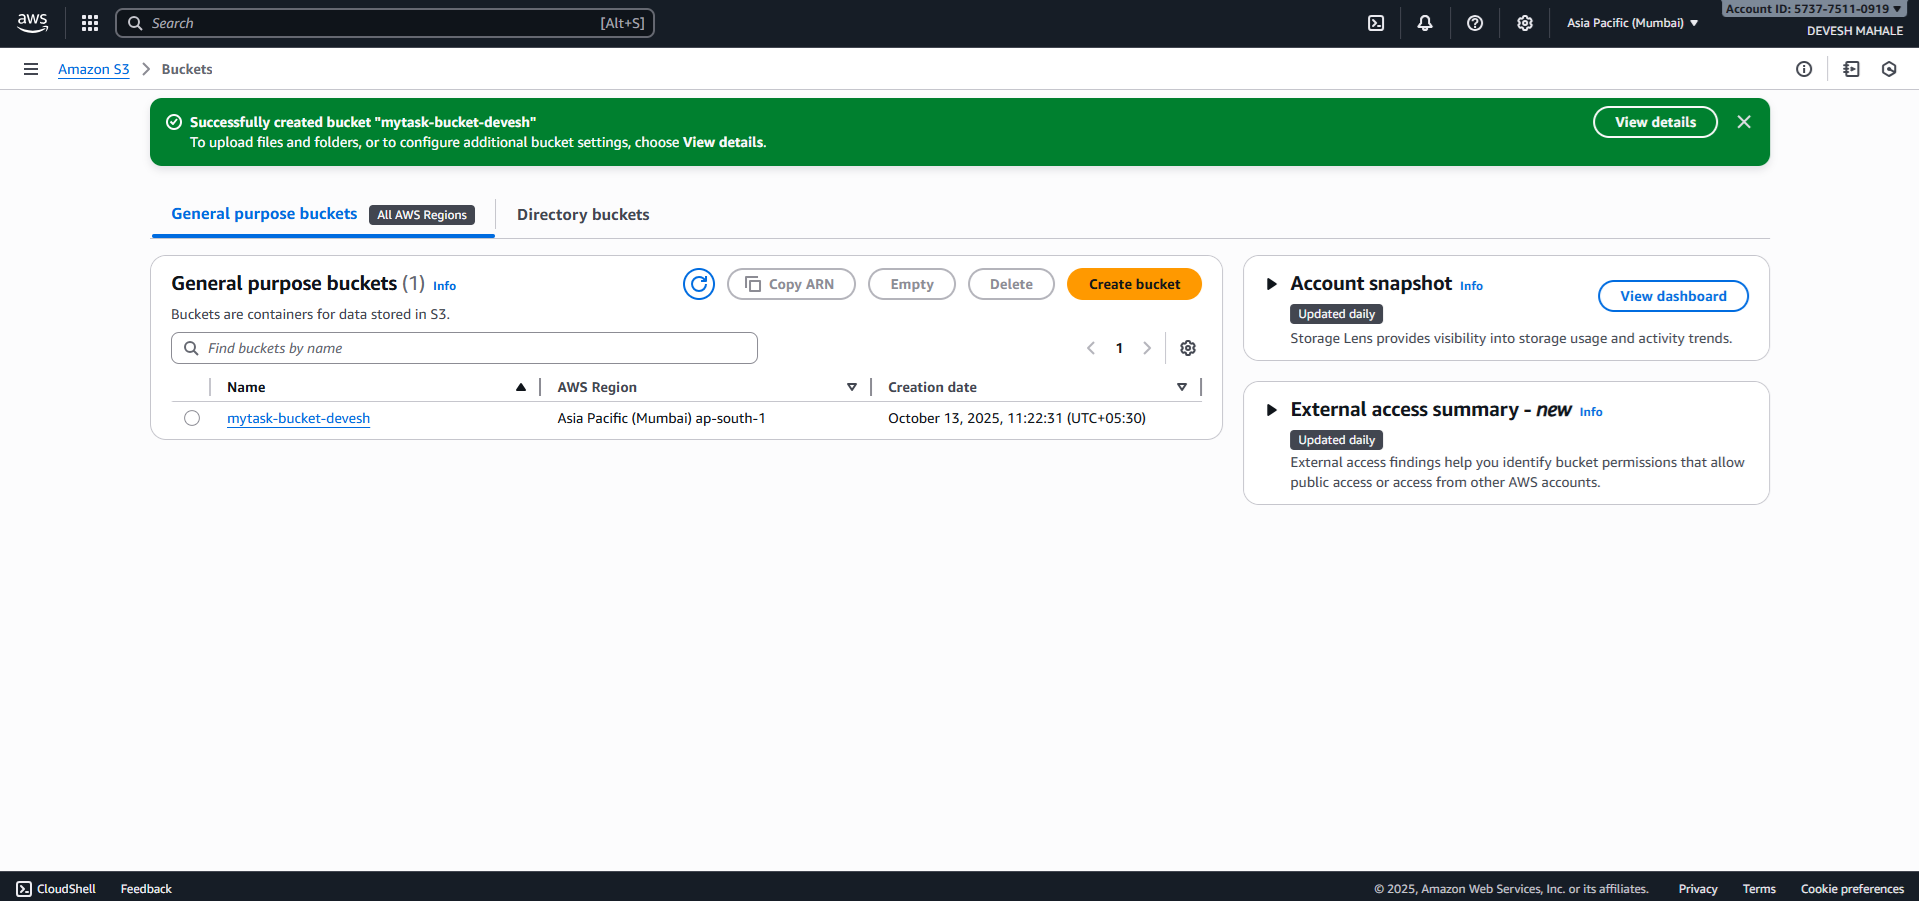 aws
Search
[Alt+S]
Asia Pacific (Mumbai)
Account ID: 5737-7511-0919
DEVESH MAHALE
Amazon S3
Buckets
Successfully created bucket "mytask-bucket-devesh"
To upload files and folders, or to configure additional bucket settings, choose View details.
View details
General purpose buckets
All AWS Regions
Directory buckets
General purpose buckets (1) Info
Copy ARN
Empty
Delete
Create bucket
Buckets are containers for data stored in S3.
Find buckets by name
1
Name
AWS Region
Creation date
mytask-bucket-devesh
Asia Pacific (Mumbai) ap-south-1
October 13, 2025, 11:22:31 (UTC+05:30)
Account snapshot Info
View dashboard
Updated daily
Storage Lens provides visibility into storage usage and activity trends.
External access summary - new Info
Updated daily
External access findings help you identify bucket permissions that allow
public access or access from other AWS accounts.
CloudShell
Feedback
© 2025, Amazon Web Services, Inc. or its affiliates.
Privacy
Terms
Cookie preferences